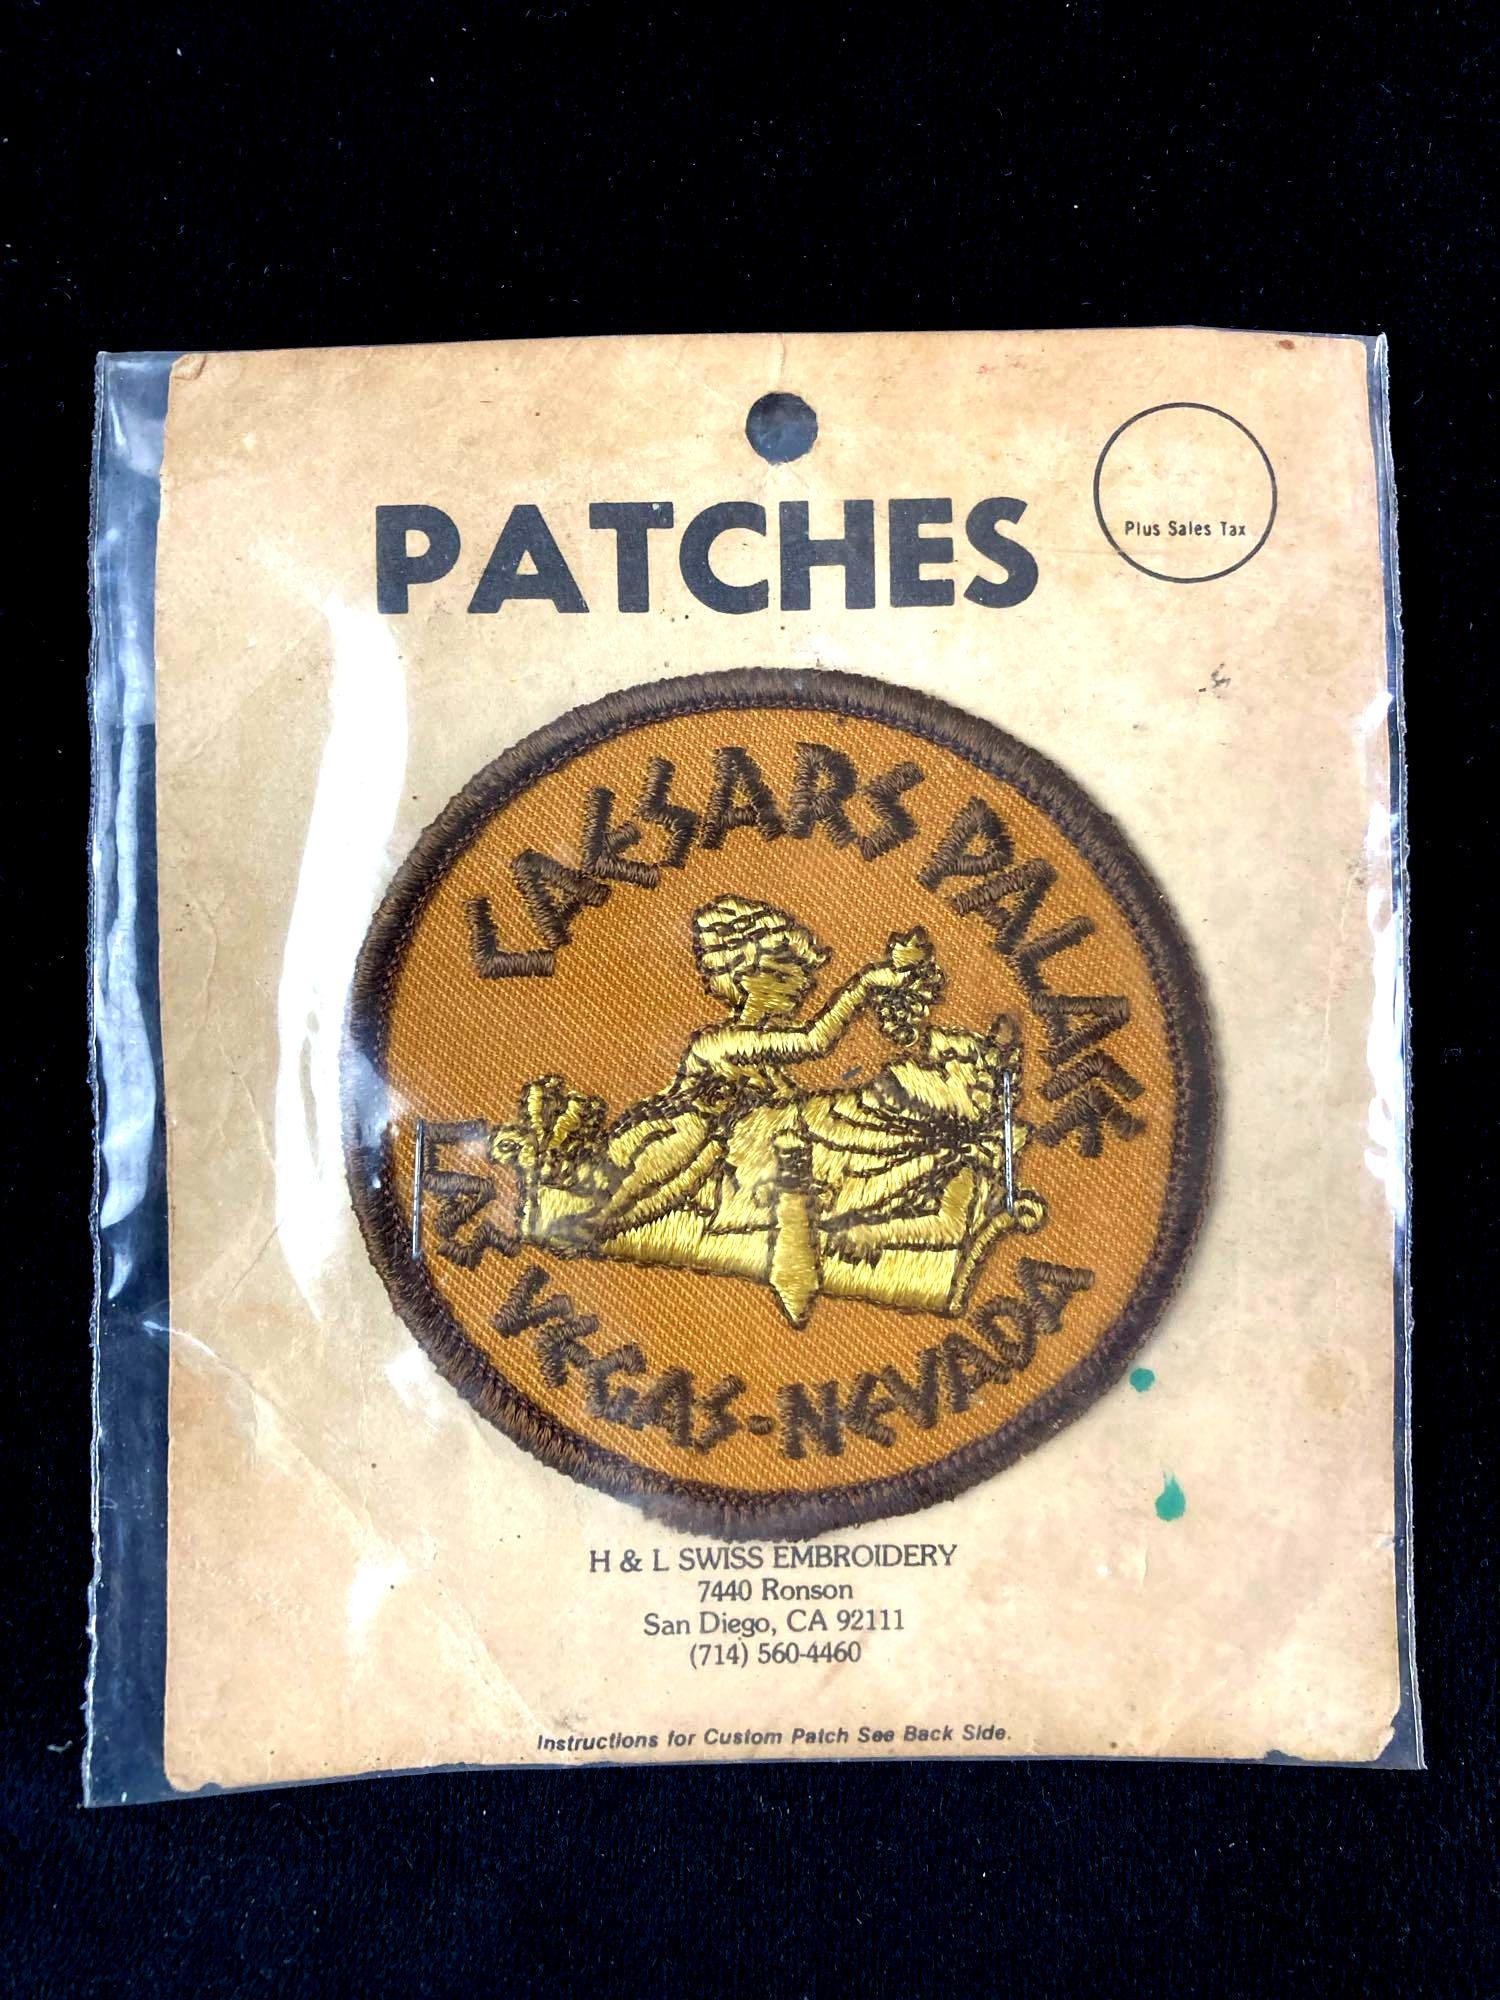 PATCHES
Plus Sales Tax
CAESARS PALACE
LAS VEGAS-NEVADA
H & L SWISS EMBROIDERY
7440 Ronson
San Diego, CA 92111
(714) 560-4460
Instructions for Custom Patch See Back Side.